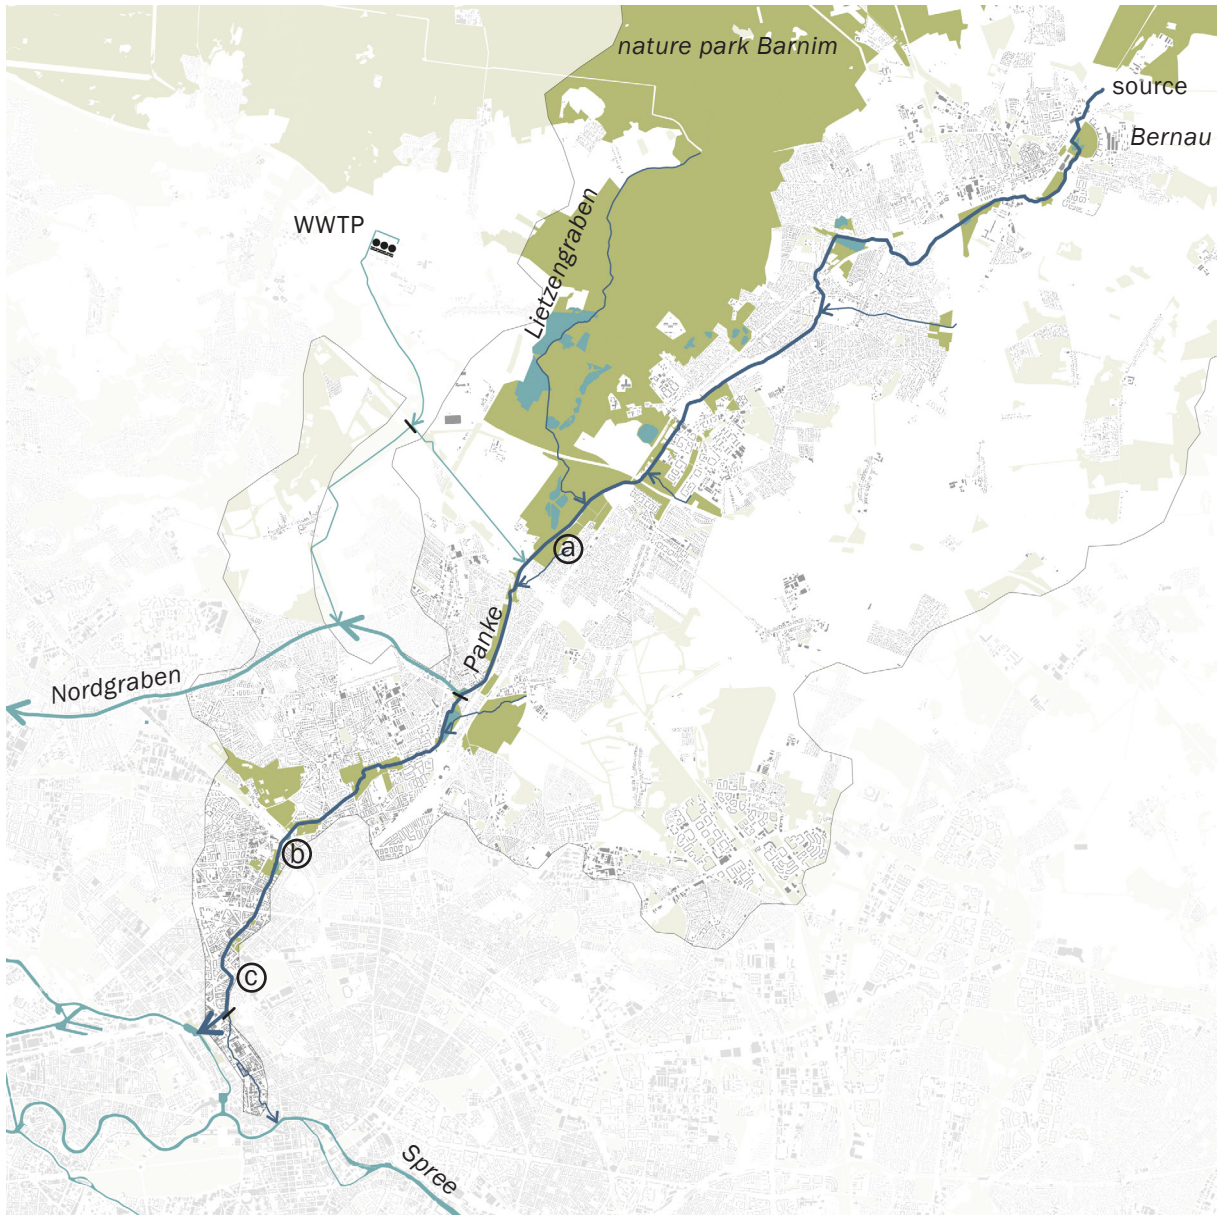 nature park Barnim
source
Bernau
WWTP
Lietzengraben
a
Panke
Nordgraben
b
c
Spree